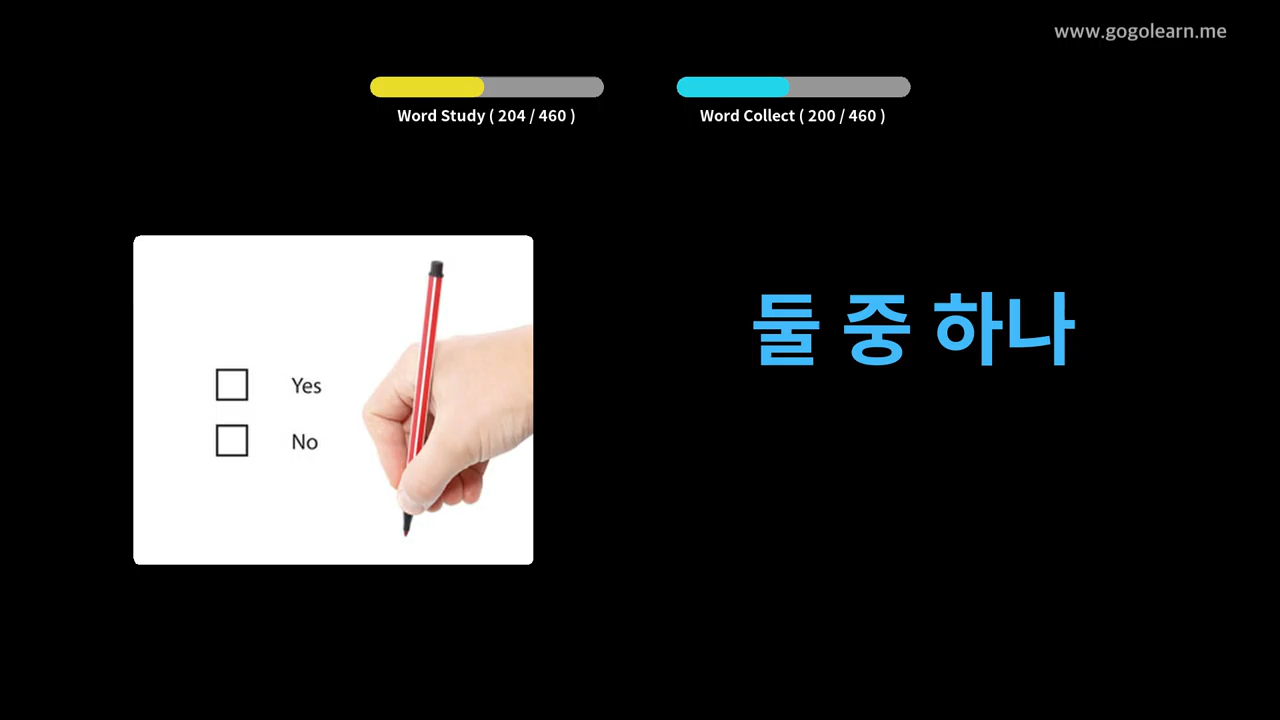 www.gogolearn.me
Word Study ( 204 / 460 )
Word Collect ( 200 / 460 )
둘 중 하나
Yes
No